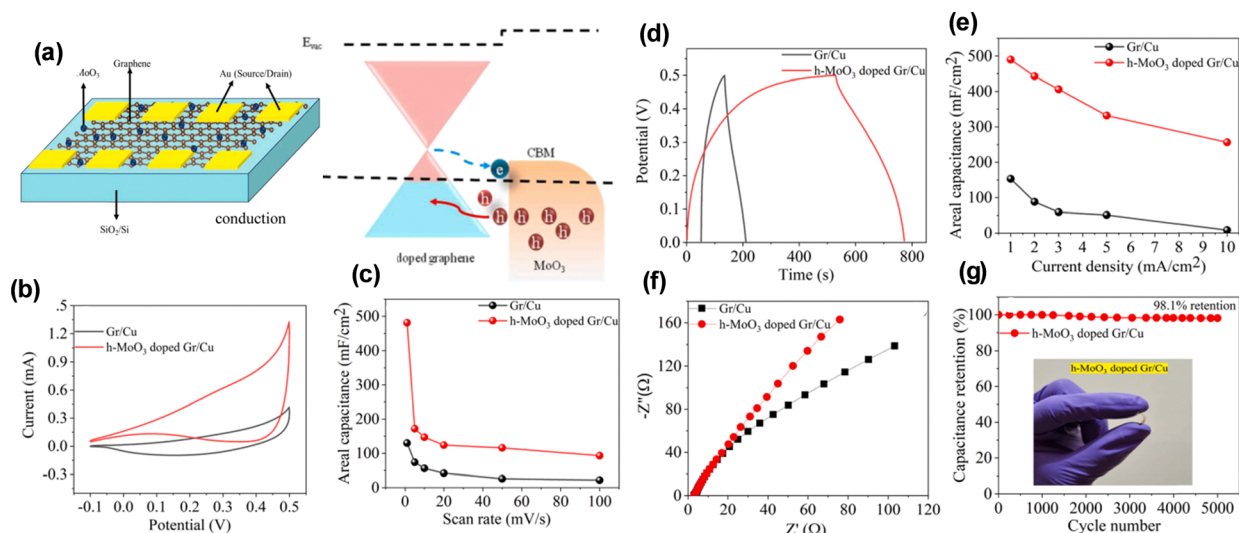 (a)
MoO₃
Graphene
Au (Source/Drain)
SiO₂/Si
conduction
Eᵥₐc
e
CBM
h
h
h h h h
h h
h
doped graphene
MoO₃
(b)
Gr/Cu
h-MoO₃ doped Gr/Cu
Current (mA)
1.2
0.9
0.6
0.3
0.0
-0.3
-0.1 0.0 0.1 0.2 0.3 0.4 0.5
Potential (V)
(c)
Gr/Cu
h-MoO₃ doped Gr/Cu
Areal capacitance (mF/cm²)
500
400
300
200
100
0
0 20 40 60 80 100
Scan rate (mV/s)
(d)
Gr/Cu
h-MoO₃ doped Gr/Cu
Potential (V)
0.5
0.4
0.3
0.2
0.1
0.0
0 200 400 600 800
Time (s)
(e)
Gr/Cu
h-MoO₃ doped Gr/Cu
Areal capacitance (mF/cm2)
500
400
300
200
100
0
1 2 3 4 5 6 7 8 9 10
Current density (mA/cm²)
(f)
Gr/Cu
h-MoO₃ doped Gr/Cu
-Z''(Ω)
160
120
80
40
0
0 20 40 60 80 100 120
Z' (Ω)
(g)
98.1% retention
h-MoO₃ doped Gr/Cu
h-MoO₃ doped Gr/Cu
Capacitance retention (%)
100
80
60
40
20
0
0 1000 2000 3000 4000 5000
Cycle number